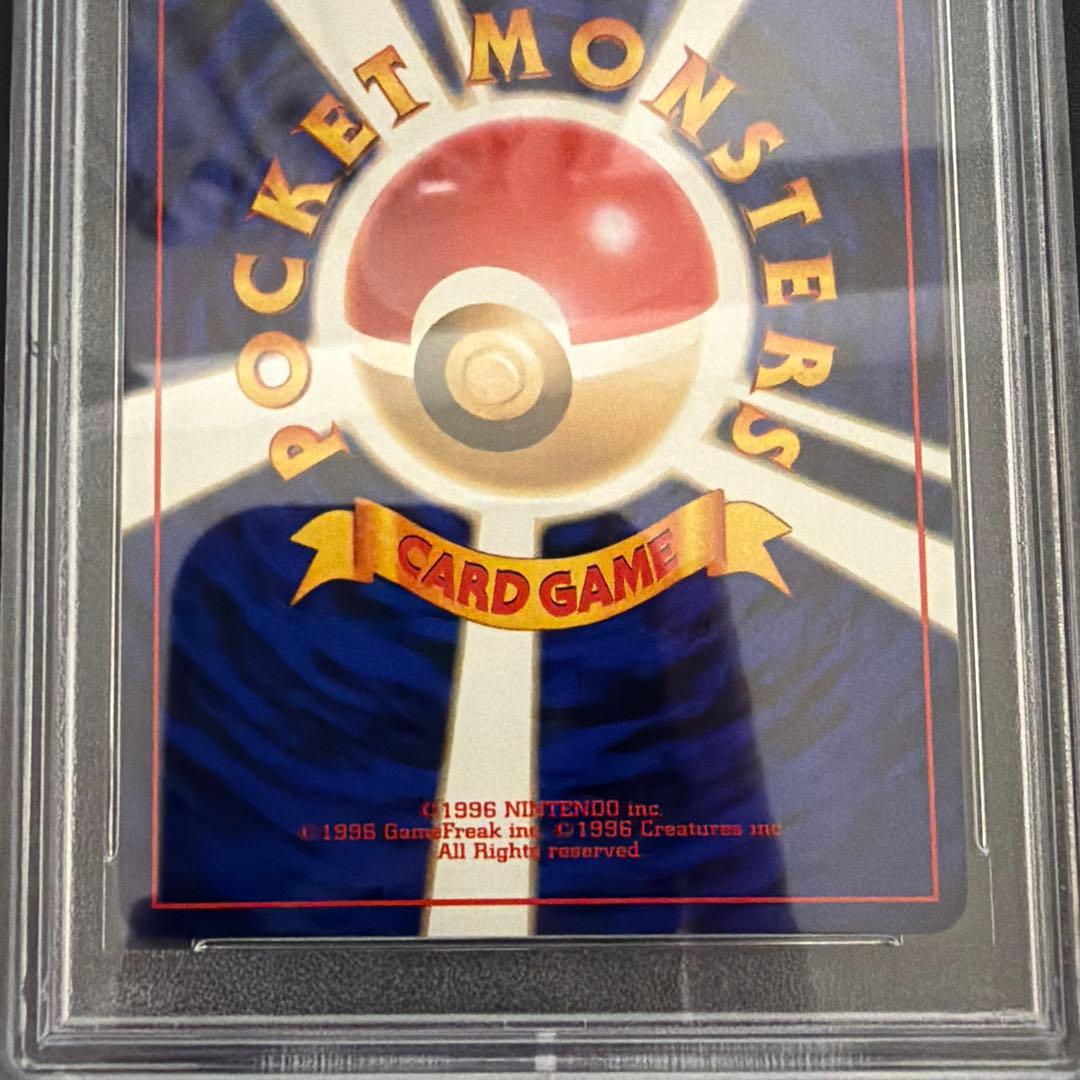 POCKET MONSTERS
CARD GAME
©1996 NINTENDO inc.
©1996 GameFreak inc. ©1996 Creatures inc
All Rights reserved